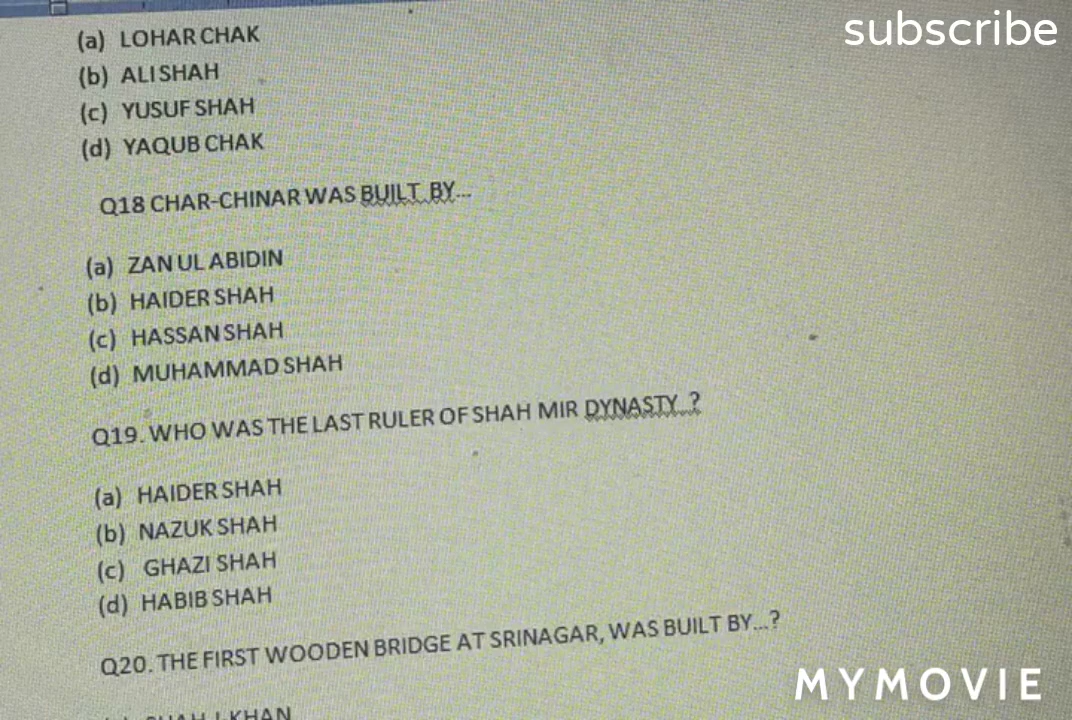 subscribe
(a) LOHAR CHAK
(b) ALI SHAH
(c) YUSUF SHAH
(d) YAQUB CHAK
Q18 CHAR-CHINAR WAS BUILT BY...
(a) ZAN UL ABIDIN
(b) HAIDER SHAH
(c) HASSAN SHAH
(d) MUHAMMAD SHAH
Q19. WHO WAS THE LAST RULER OF SHAH MIR DYNASTY ?
(a) HAIDER SHAH
(b) NAZUK SHAH
(c) GHAZI SHAH
(d) HABIB SHAH
Q20. THE FIRST WOODEN BRIDGE AT SRINAGAR, WAS BUILT BY...?
KHAN
MYMOVIE